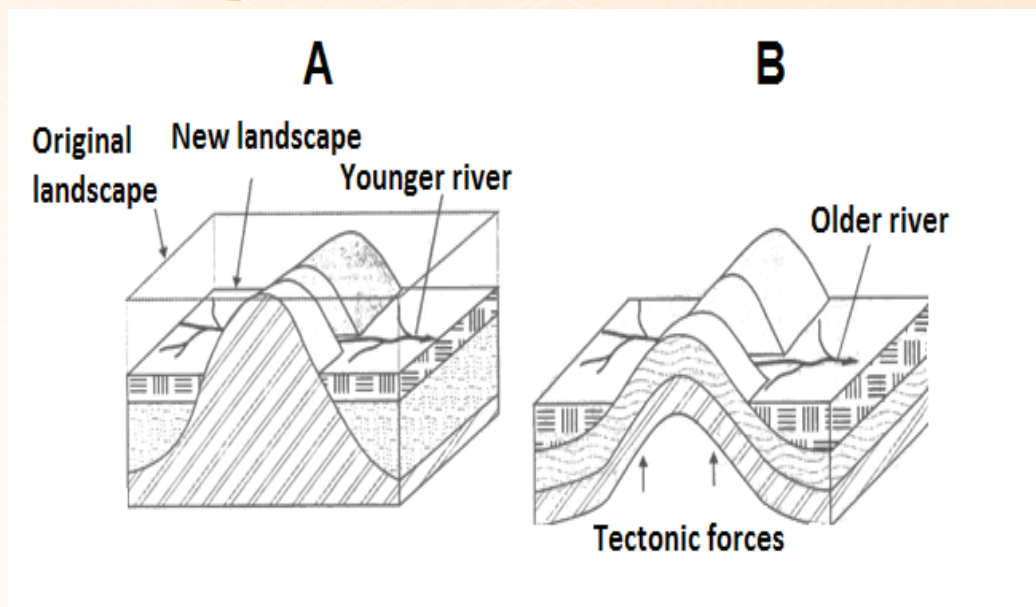 A
B
Original
landscape
New landscape
Younger river
Older river
Tectonic forces